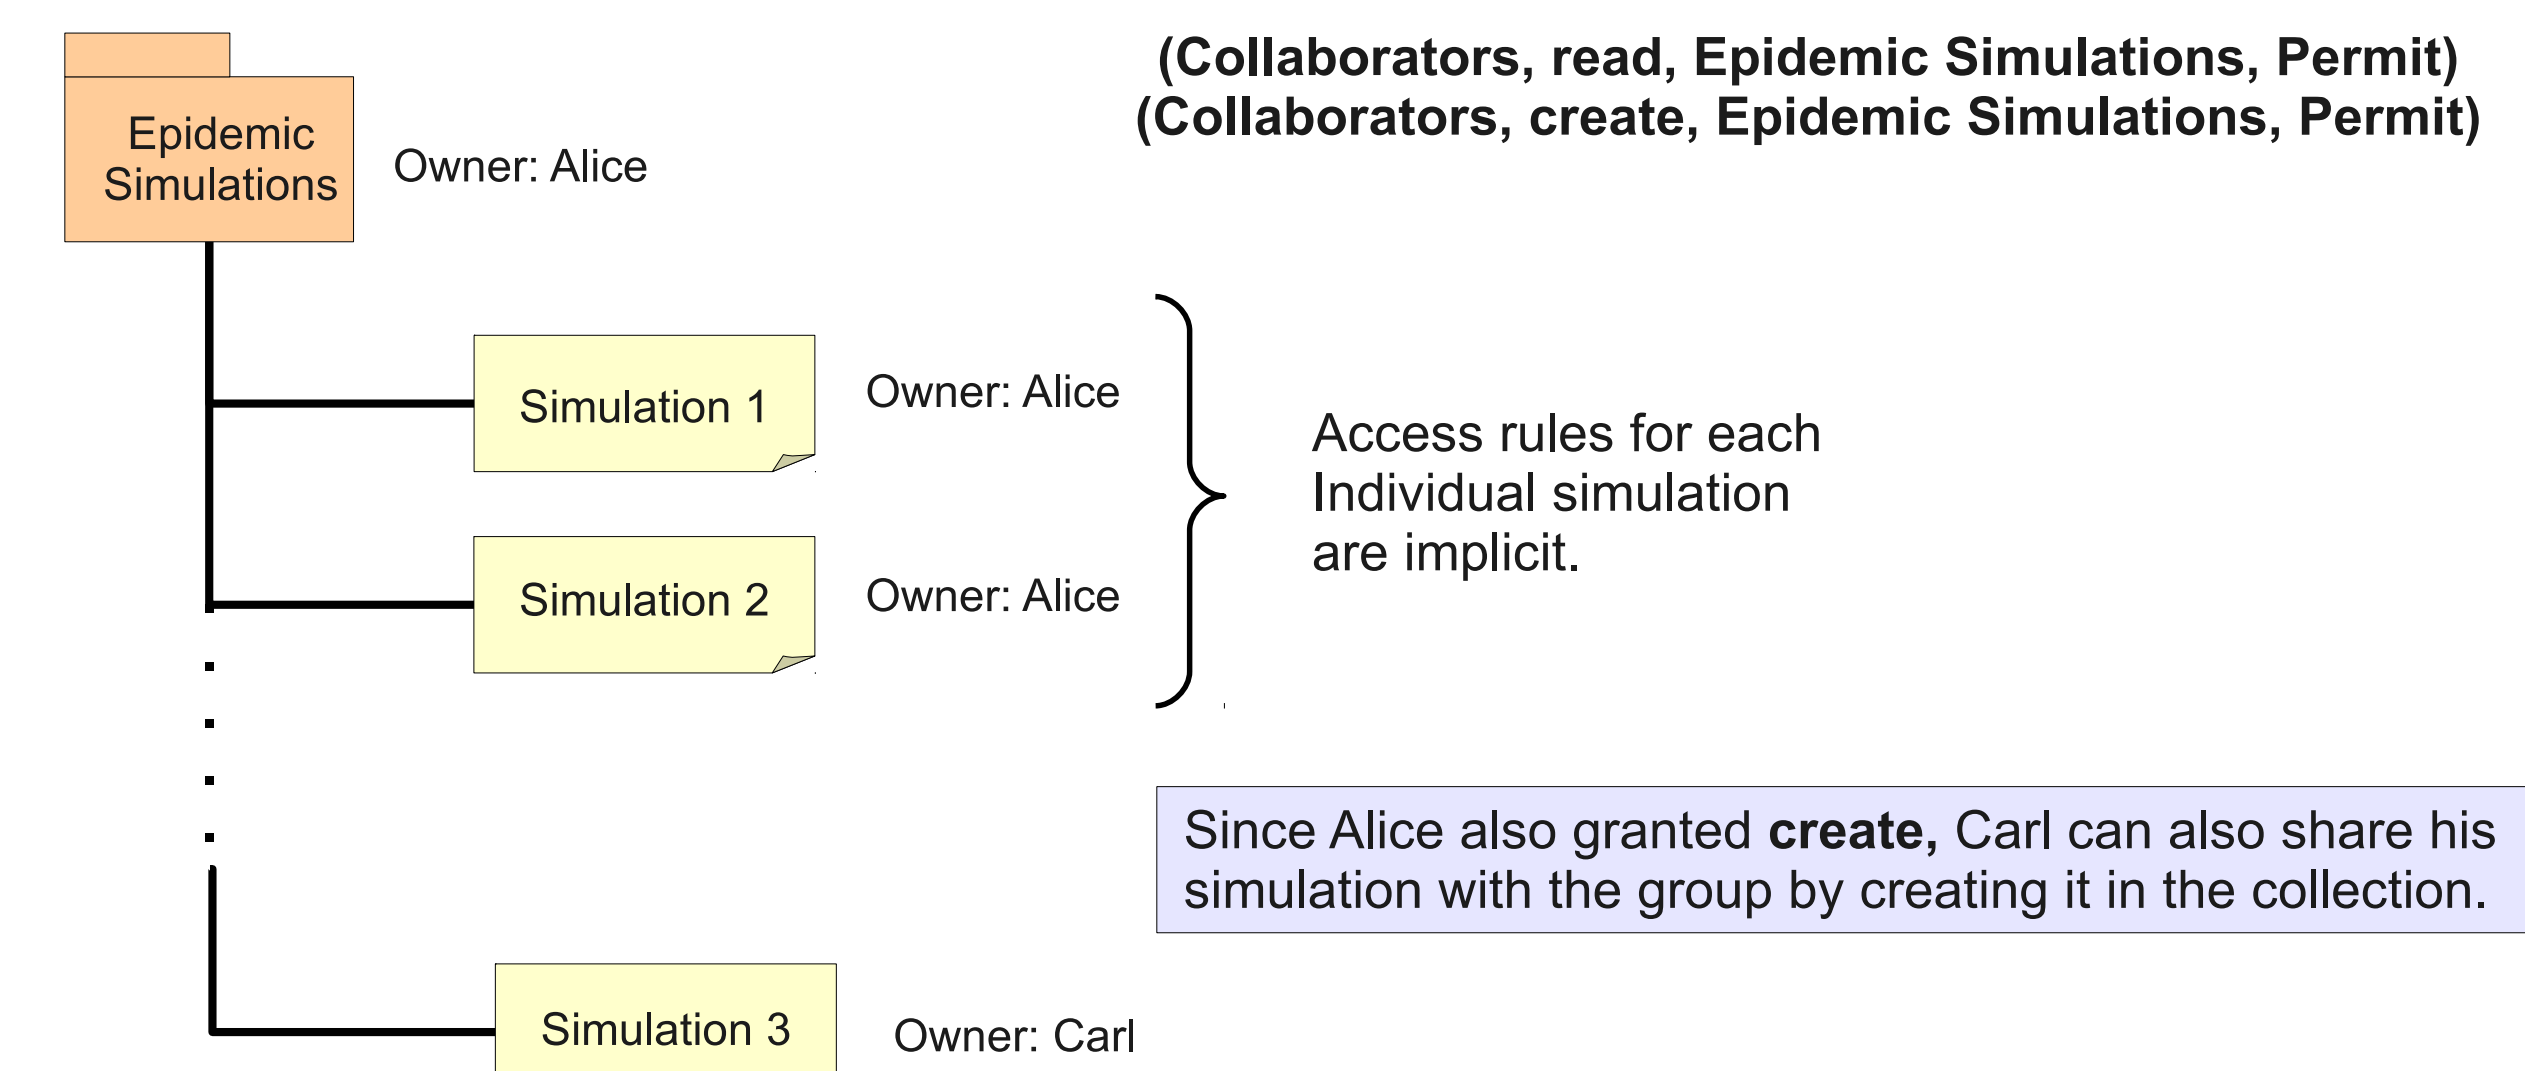 (Collaborators, read, Epidemic Simulations, Permit)
(Collaborators, create, Epidemic Simulations, Permit)
Epidemic
Simulations
Owner: Alice
Simulation 1
Owner: Alice
Simulation 2
Owner: Alice
Access rules for each
Individual simulation
are implicit.
Since Alice also granted create, Carl can also share his
simulation with the group by creating it in the collection.
Simulation 3
Owner: Carl